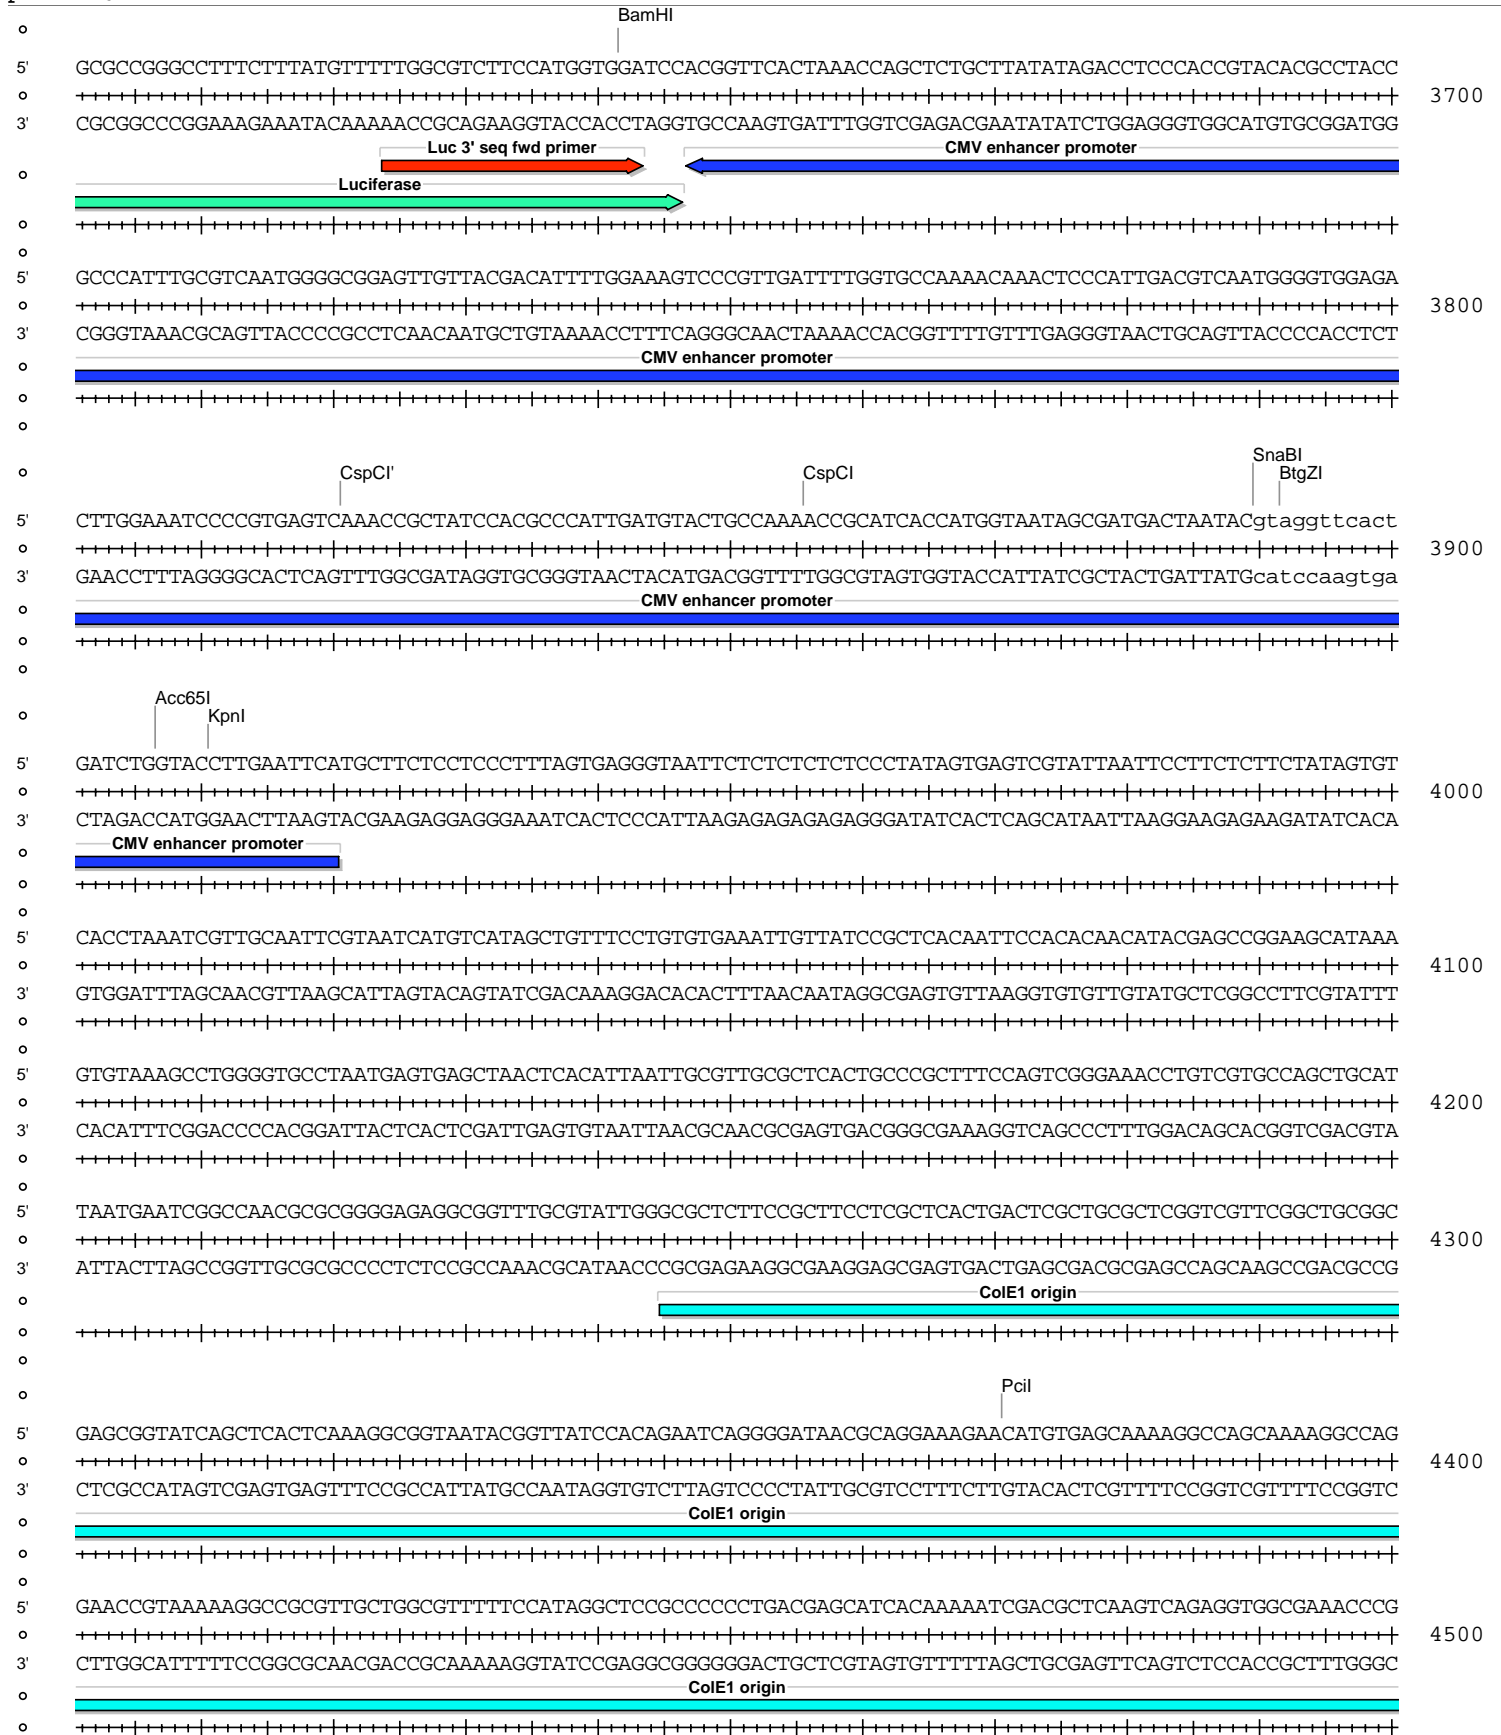 BamHI
5' GCGCCGGGCCTTTCTTTATGTTTTTGGCGTCTTCCATGGTGGATCCACGGTTCACTAAACCAGCTCTGCTTATATAGACCTCCCACCGTACACGCCTACC
3700
3' CGCGGCCCGGAAAGAAATACAAAAACCGCAGAAGGTACCACCTAGGTGCCAAGTGATTTGGTCGAGACGAATATATCTGGAGGGTGGCATGTGCGGATGG
Luc 3' seq fwd primer CMV enhancer promoter
Luciferase
5' GCCCATTTGCGTCAATGGGGCGGAGTTGTTACGACATTTTGGAAAGTCCCGTTGATTTTGGTGCCAAAACAAACTCCCATTGACGTCAATGGGGTGGAGA
3800
3' CGGGTAAACGCAGTTACCCCGCCTCAACAATGCTGTAAAACCTTTCAGGGCAACTAAAACCACGGTTTTGTTTGAGGGTAACTGCAGTTACCCCACCTCT
CMV enhancer promoter
CspCI' CspCI SnaBI
BtgZI
5' CTTGGAAATCCCCGTGAGTCAAACCGCTATCCACGCCCATTGATGTACTGCCAAAACCGCATCACCATGGTAATAGCGATGACTAATACgtaggttcact
3900
3' GAACCTTTAGGGGCACTCAGTTTGGCGATAGGTGCGGGTAACTACATGACGGTTTTGGCGTAGTGGTACCATTATCGCTACTGATTATGcatccaagtga
CMV enhancer promoter
Acc65I
KpnI
5' GATCTGGTACCTTGAATTCATGCTTCTCCTCCCTTTAGTGAGGGTAATTCTCTCTCTCTCCCTATAGTGAGTCGTATTAATTCCTTCTCTTCTATAGTGT
4000
3' CTAGACCATGGAACTTAAGTACGAAGAGGAGGGAAATCACTCCCATTAAGAGAGAGAGAGGGATATCACTCAGCATAATTAAGGAAGAGAAGATATCACA
CMV enhancer promoter
5' CACCTAAATCGTTGCAATTCGTAATCATGTCATAGCTGTTTCCTGTGTGAAATTGTTATCCGCTCACAATTCCACACAACATACGAGCCGGAAGCATAAA
4100
3' GTGGATTTAGCAACGTTAAGCATTAGTACAGTATCGACAAAGGACACACTTTAACAATAGGCGAGTGTTAAGGTGTGTTGTATGCTCGGCCTTCGTATTT
5' GTGTAAAGCCTGGGGTGCCTAATGAGTGAGCTAACTCACATTAATTGCGTTGCGCTCACTGCCCGCTTTCCAGTCGGGAAACCTGTCGTGCCAGCTGCAT
4200
3' CACATTTCGGACCCCACGGATTACTCACTCGATTGAGTGTAATTAACGCAACGCGAGTGACGGGCGAAAGGTCAGCCCTTTGGACAGCACGGTCGACGTA
5' TAATGAATCGGCCAACGCGCGGGGAGAGGCGGTTTGCGTATTGGGCGCTCTTCCGCTTCCTCGCTCACTGACTCGCTGCGCTCGGTCGTTCGGCTGCGGC
4300
3' ATTACTTAGCCGGTTGCGCGCCCCTCTCCGCCAAACGCATAACCCGCGAGAAGGCGAAGGAGCGAGTGACTGAGCGACGCGAGCCAGCAAGCCGACGCCG
ColE1 origin
PciI
5' GAGCGGTATCAGCTCACTCAAAGGCGGTAATACGGTTATCCACAGAATCAGGGGATAACGCAGGAAAGAACATGTGAGCAAAAGGCCAGCAAAAGGCCAG
4400
3' CTCGCCATAGTCGAGTGAGTTTCCGCCATTATGCCAATAGGTGTCTTAGTCCCCTATTGCGTCCTTTCTTGTACACTCGTTTTCCGGTCGTTTTCCGGTC
ColE1 origin
5' GAACCGTAAAAAGGCCGCGTTGCTGGCGTTTTTCCATAGGCTCCGCCCCCCTGACGAGCATCACAAAAATCGACGCTCAAGTCAGAGGTGGCGAAACCCG
4500
3' CTTGGCATTTTTCCGGCGCAACGACCGCAAAAAGGTATCCGAGGCGGGGGGACTGCTCGTAGTGTTTTTAGCTGCGAGTTCAGTCTCCACCGCTTTGGGC
ColE1 origin